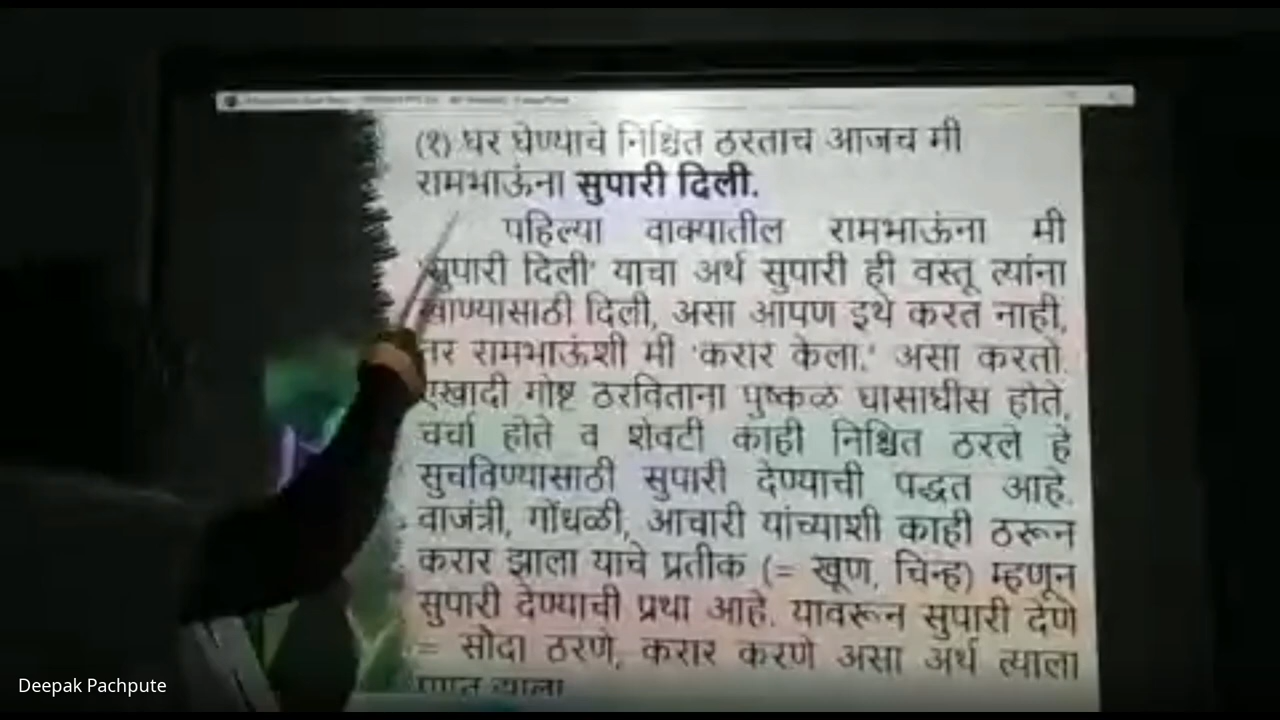 (१) घर घेण्याचे निश्चित ठरताच आजच मी
रामभाऊंना सुपारी दिली.
पहिल्या वाक्यातील रामभाऊंना मी
'सुपारी दिली' याचा अर्थ सुपारी ही वस्तू त्यांना
खाण्यासाठी दिली, असा आपण इथे करत नाही,
तर रामभाऊंशी मी 'करार केला.' असा करतो.
एखादी गोष्ट ठरविताना पुष्कळ घासाघीस होते,
चर्चा होते व शेवटी काही निश्चित ठरले हे
सुचविण्यासाठी सुपारी देण्याची पद्धत आहे.
वाजंत्री, गोंधळी, आचारी यांच्याशी काही ठरून
करार झाला याचे प्रतीक (= खूण, चिन्ह) म्हणून
सुपारी देण्याची प्रथा आहे. यावरून सुपारी देणे
= सौदा ठरणे, करार करणे असा अर्थ त्याला
Deepak Pachpute